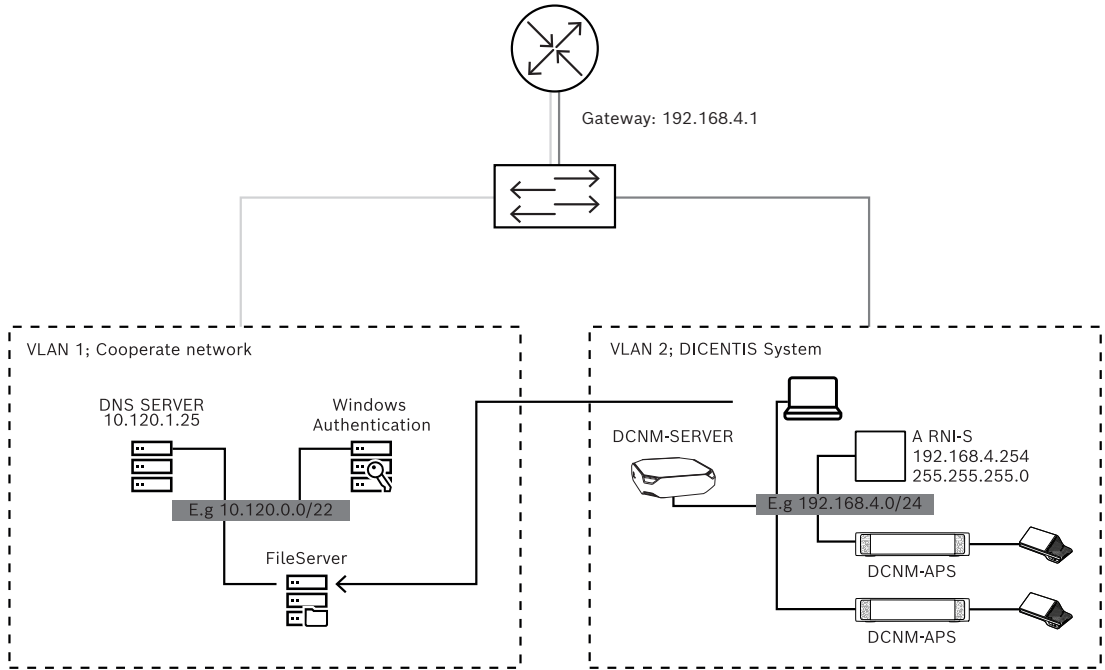 Gateway: 192.168.4.1
VLAN 1; Cooperate network
DNS SERVER
10.120.1.25
Windows
Authentication
E.g 10.120.0.0/22
FileServer
VLAN 2; DICENTIS System
DCNM-SERVER
A RNI-S
192.168.4.254
255.255.255.0
E.g 192.168.4.0/24
DCNM-APS
DCNM-APS